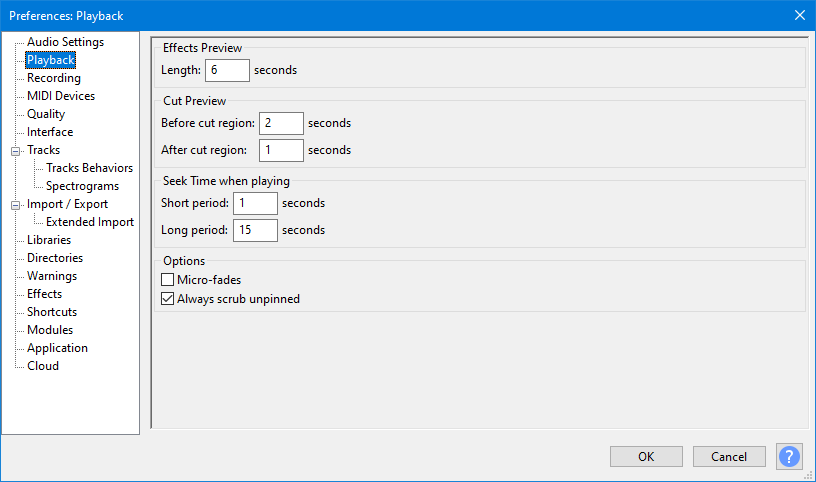 Preferences: Playback
Audio Settings
Playback
Recording
MIDI Devices
Quality
Interface
Tracks
Tracks Behaviors
Spectrograms
Import / Export
Extended Import
Libraries
Directories
Warnings
Effects
Shortcuts
Modules
Application
Cloud
Effects Preview
Length: 6 seconds
Cut Preview
Before cut region: 2 seconds
After cut region: 1 seconds
Seek Time when playing
Short period: 1 seconds
Long period: 15 seconds
Options
Micro-fades
Always scrub unpinned
OK Cancel ?